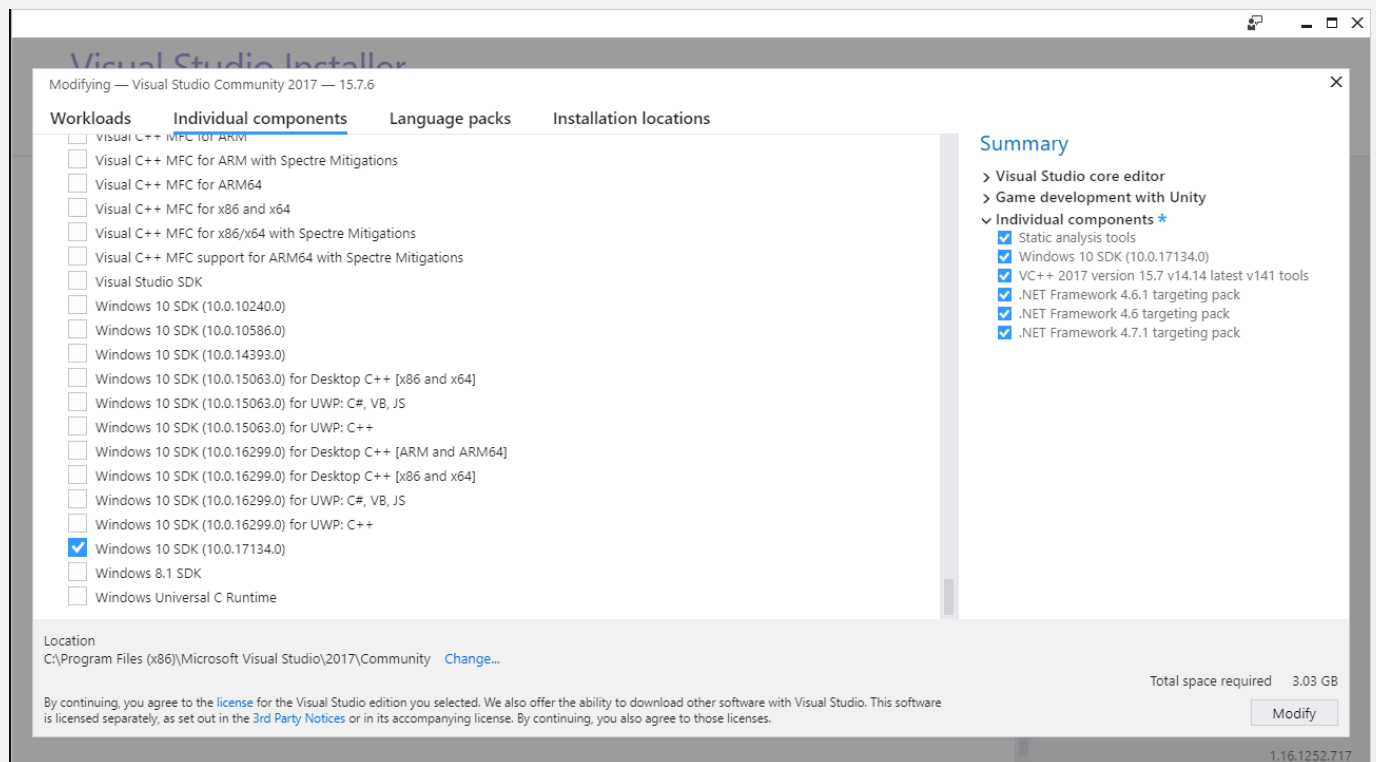 Visual Studio Installer
Modifying — Visual Studio Community 2017 — 15.7.6
Workloads Individual components Language packs Installation locations
Visual C++ MFC for ARM
Visual C++ MFC for ARM with Spectre Mitigations
Visual C++ MFC for ARM64
Visual C++ MFC for x86 and x64
Visual C++ MFC for x86/x64 with Spectre Mitigations
Visual C++ MFC support for ARM64 with Spectre Mitigations
Visual Studio SDK
Windows 10 SDK (10.0.10240.0)
Windows 10 SDK (10.0.10586.0)
Windows 10 SDK (10.0.14393.0)
Windows 10 SDK (10.0.15063.0) for Desktop C++ [x86 and x64]
Windows 10 SDK (10.0.15063.0) for UWP: C#, VB, JS
Windows 10 SDK (10.0.15063.0) for UWP: C++
Windows 10 SDK (10.0.16299.0) for Desktop C++ [ARM and ARM64]
Windows 10 SDK (10.0.16299.0) for Desktop C++ [x86 and x64]
Windows 10 SDK (10.0.16299.0) for UWP: C#, VB, JS
Windows 10 SDK (10.0.16299.0) for UWP: C++
Windows 10 SDK (10.0.17134.0)
Windows 8.1 SDK
Windows Universal C Runtime
Summary
Visual Studio core editor
Game development with Unity
Individual components *
Static analysis tools
Windows 10 SDK (10.0.17134.0)
VC++ 2017 version 15.7 v14.14 latest v141 tools
.NET Framework 4.6.1 targeting pack
.NET Framework 4.6 targeting pack
.NET Framework 4.7.1 targeting pack
Location
C:\Program Files (x86)\Microsoft Visual Studio\2017\Community Change...
Total space required 3.03 GB
By continuing, you agree to the license for the Visual Studio edition you selected. We also offer the ability to download other software with Visual Studio. This software
is licensed separately, as set out in the 3rd Party Notices or in its accompanying license. By continuing, you also agree to those licenses.
Modify
1.16.1252.717